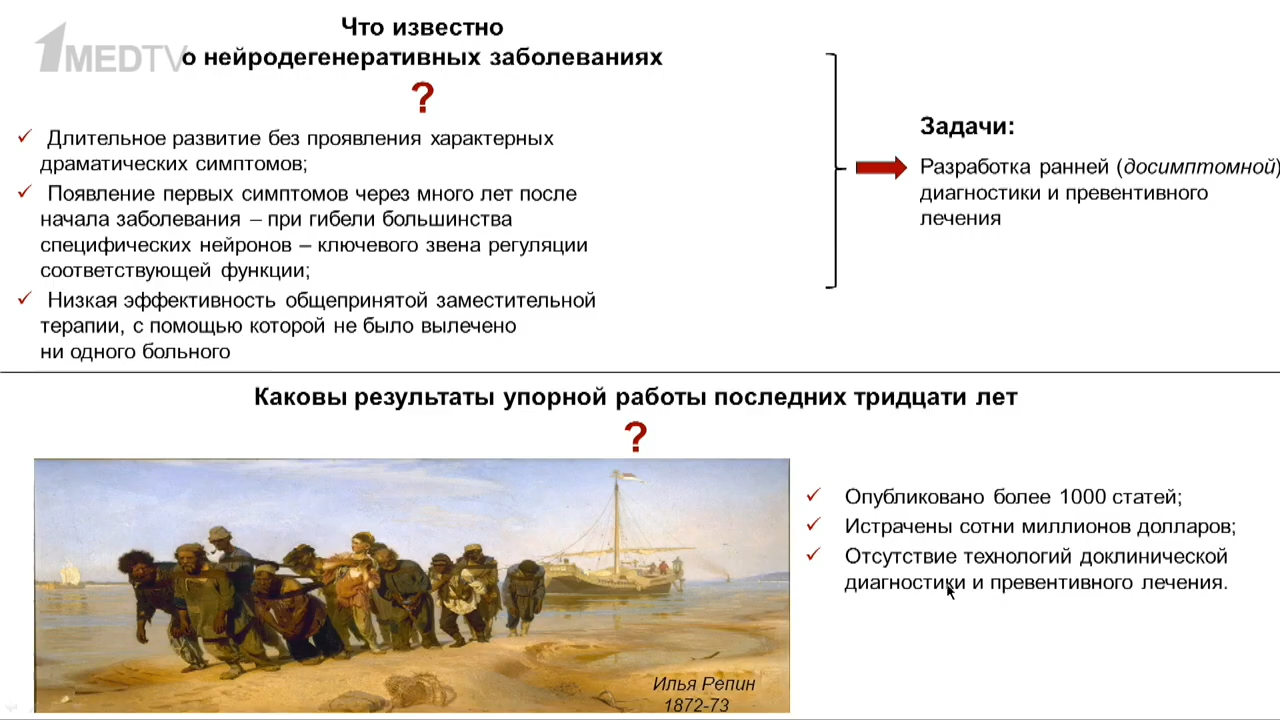 1MEDTV
Что известно
о нейродегенеративных заболеваниях
?
✓ Длительное развитие без проявления характерных
драматических симптомов;
✓ Появление первых симптомов через много лет после
начала заболевания – при гибели большинства
специфических нейронов – ключевого звена регуляции
соответствующей функции;
✓ Низкая эффективность общепринятой заместительной
терапии, с помощью которой не было вылечено
ни одного больного
Задачи:
Разработка ранней (досимптомной)
диагностики и превентивного
лечения
Каковы результаты упорной работы последних тридцати лет
?
Илья Репин
1872-73
✓ Опубликовано более 1000 статей;
✓ Истрачены сотни миллионов долларов;
✓ Отсутствие технологий доклинической
диагностики и превентивного лечения.